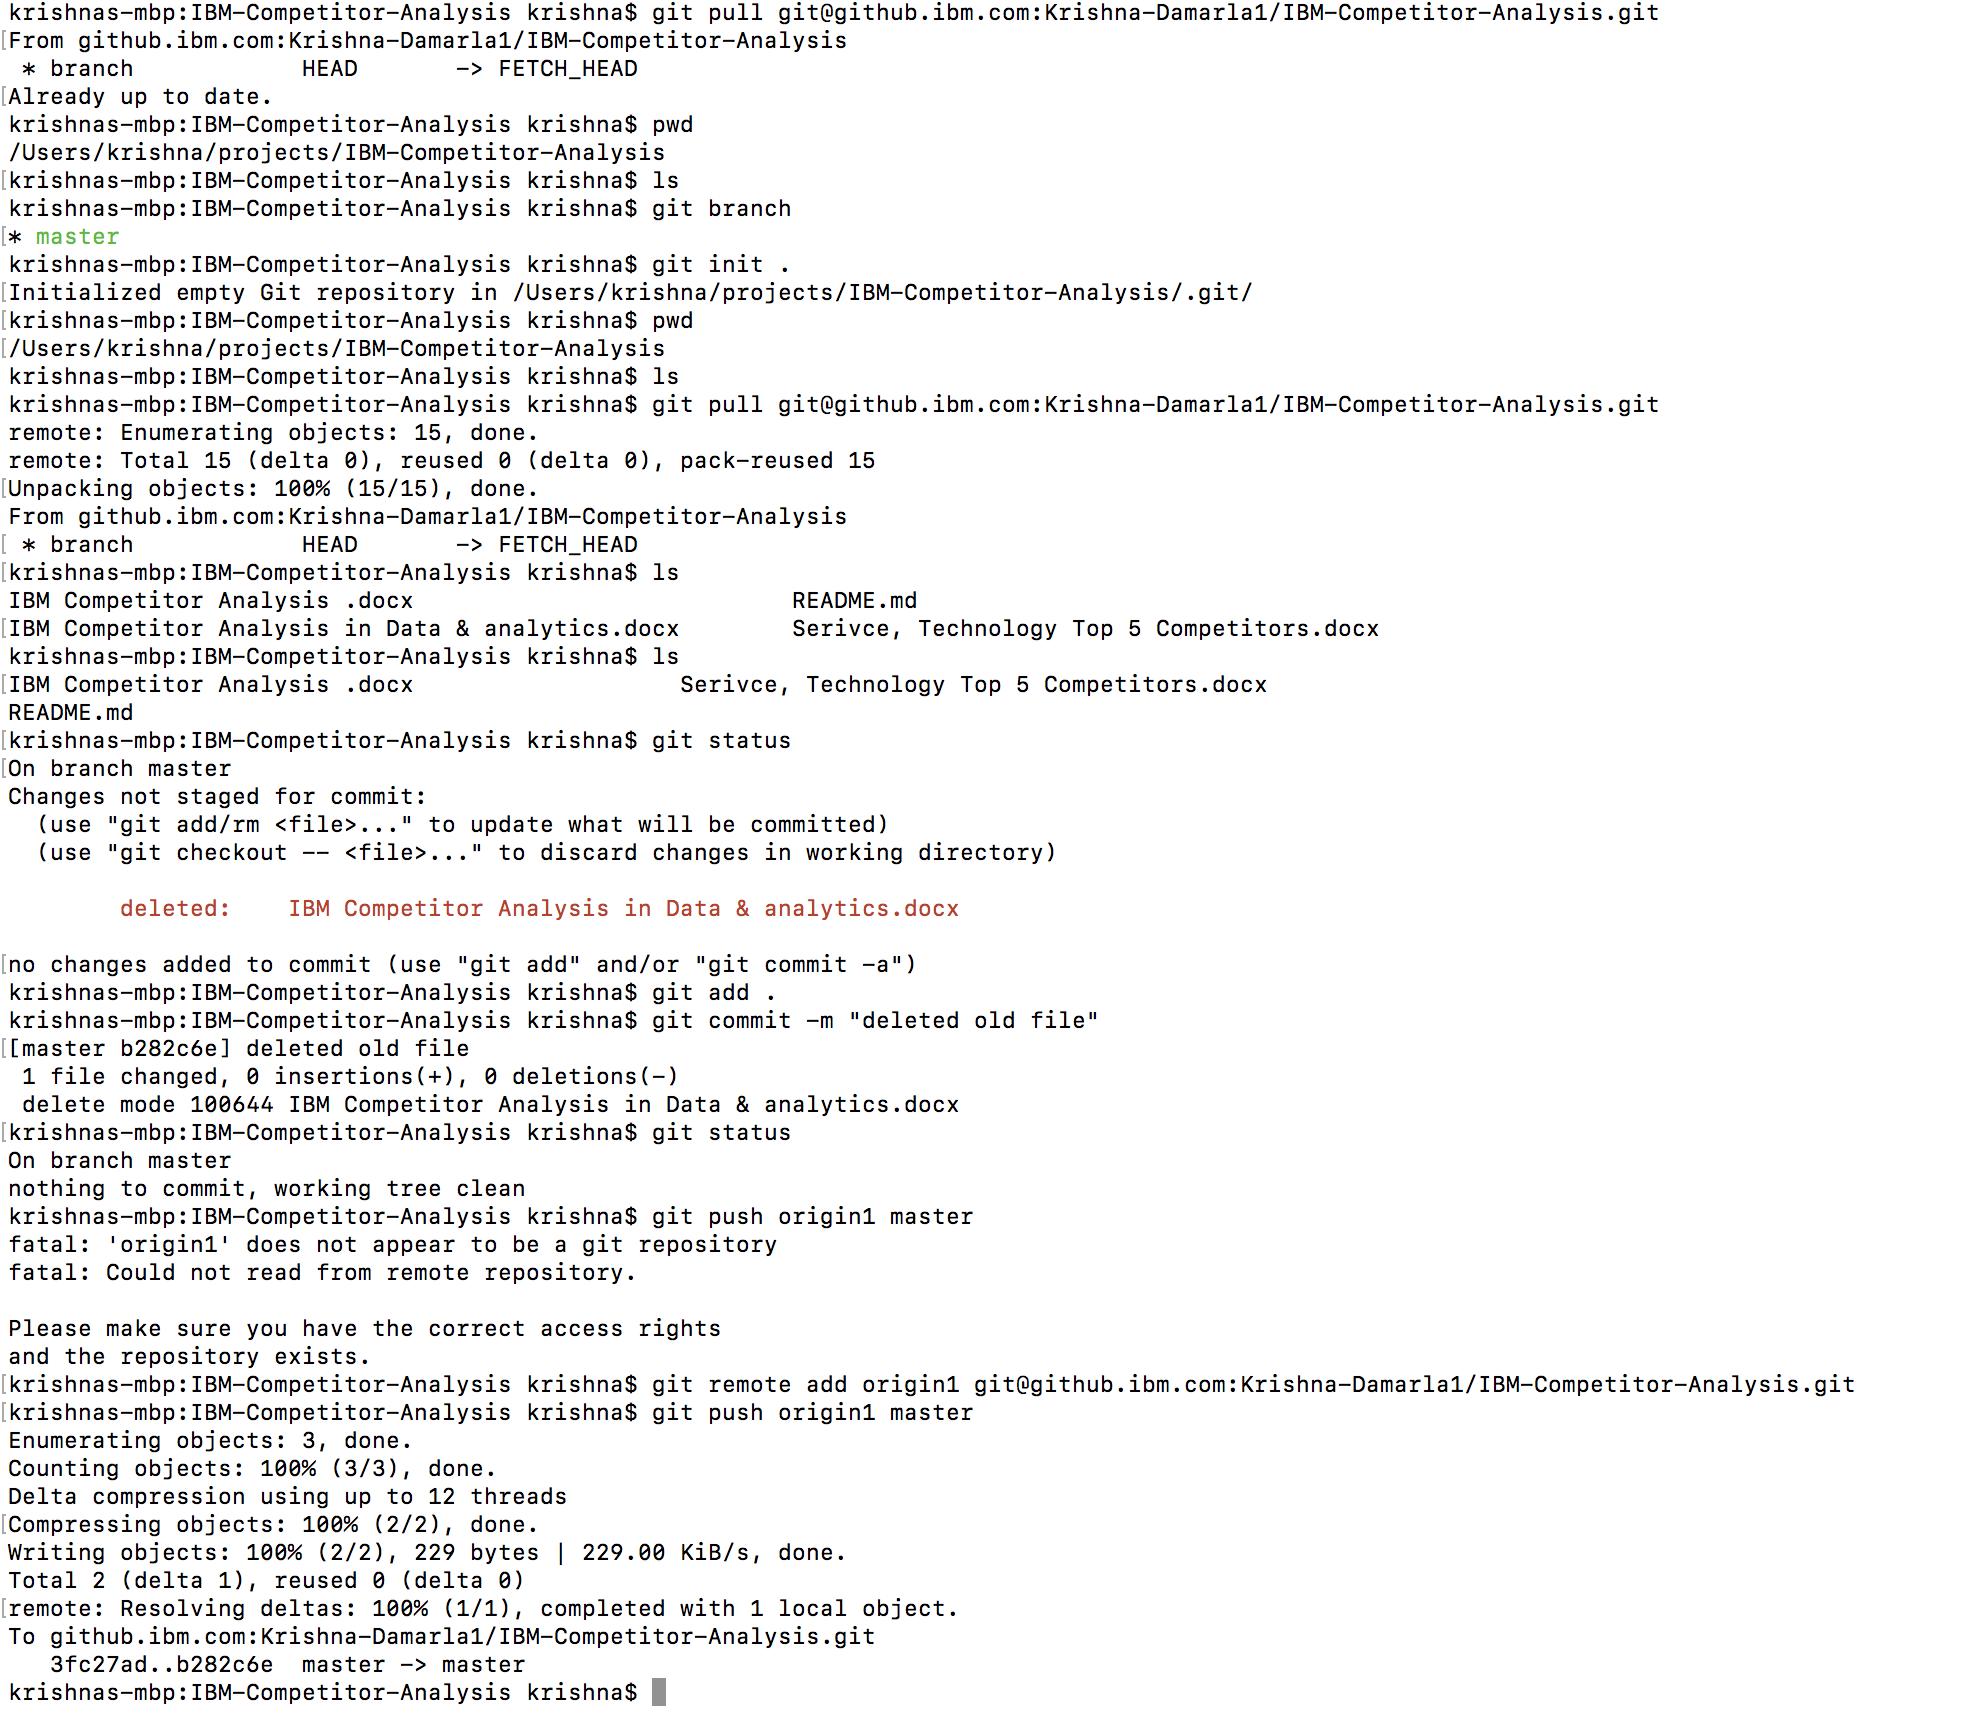 krishnas-mbp:IBM-Competitor-Analysis krishna$ git pull git@github.ibm.com:Krishna-Damarla1/IBM-Competitor-Analysis.git
[From github.ibm.com:Krishna-Damarla1/IBM-Competitor-Analysis
 * branch            HEAD       -> FETCH_HEAD
[Already up to date.
krishnas-mbp:IBM-Competitor-Analysis krishna$ pwd
/Users/krishna/projects/IBM-Competitor-Analysis
[krishnas-mbp:IBM-Competitor-Analysis krishna$ ls
krishnas-mbp:IBM-Competitor-Analysis krishna$ git branch
[* master
krishnas-mbp:IBM-Competitor-Analysis krishna$ git init .
[Initialized empty Git repository in /Users/krishna/projects/IBM-Competitor-Analysis/.git/
[krishnas-mbp:IBM-Competitor-Analysis krishna$ pwd
[/Users/krishna/projects/IBM-Competitor-Analysis
krishnas-mbp:IBM-Competitor-Analysis krishna$ ls
krishnas-mbp:IBM-Competitor-Analysis krishna$ git pull git@github.ibm.com:Krishna-Damarla1/IBM-Competitor-Analysis.git
remote: Enumerating objects: 15, done.
remote: Total 15 (delta 0), reused 0 (delta 0), pack-reused 15
[Unpacking objects: 100% (15/15), done.
From github.ibm.com:Krishna-Damarla1/IBM-Competitor-Analysis
[ * branch            HEAD       -> FETCH_HEAD
[krishnas-mbp:IBM-Competitor-Analysis krishna$ ls
IBM Competitor Analysis .docx                           README.md
[IBM Competitor Analysis in Data & analytics.docx        Serivce, Technology Top 5 Competitors.docx
krishnas-mbp:IBM-Competitor-Analysis krishna$ ls
[IBM Competitor Analysis .docx                   Serivce, Technology Top 5 Competitors.docx
README.md
[krishnas-mbp:IBM-Competitor-Analysis krishna$ git status
[On branch master
Changes not staged for commit:
  (use "git add/rm <file>..." to update what will be committed)
  (use "git checkout -- <file>..." to discard changes in working directory)
        deleted:    IBM Competitor Analysis in Data & analytics.docx
[no changes added to commit (use "git add" and/or "git commit -a")
krishnas-mbp:IBM-Competitor-Analysis krishna$ git add .
krishnas-mbp:IBM-Competitor-Analysis krishna$ git commit -m "deleted old file"
[[master b282c6e] deleted old file
 1 file changed, 0 insertions(+), 0 deletions(-)
 delete mode 100644 IBM Competitor Analysis in Data & analytics.docx
[krishnas-mbp:IBM-Competitor-Analysis krishna$ git status
On branch master
nothing to commit, working tree clean
krishnas-mbp:IBM-Competitor-Analysis krishna$ git push origin1 master
fatal: 'origin1' does not appear to be a git repository
fatal: Could not read from remote repository.
Please make sure you have the correct access rights
and the repository exists.
[krishnas-mbp:IBM-Competitor-Analysis krishna$ git remote add origin1 git@github.ibm.com:Krishna-Damarla1/IBM-Competitor-Analysis.git
[krishnas-mbp:IBM-Competitor-Analysis krishna$ git push origin1 master
Enumerating objects: 3, done.
Counting objects: 100% (3/3), done.
Delta compression using up to 12 threads
[Compressing objects: 100% (2/2), done.
Writing objects: 100% (2/2), 229 bytes | 229.00 KiB/s, done.
Total 2 (delta 1), reused 0 (delta 0)
[remote: Resolving deltas: 100% (1/1), completed with 1 local object.
To github.ibm.com:Krishna-Damarla1/IBM-Competitor-Analysis.git
   3fc27ad..b282c6e  master -> master
krishnas-mbp:IBM-Competitor-Analysis krishna$